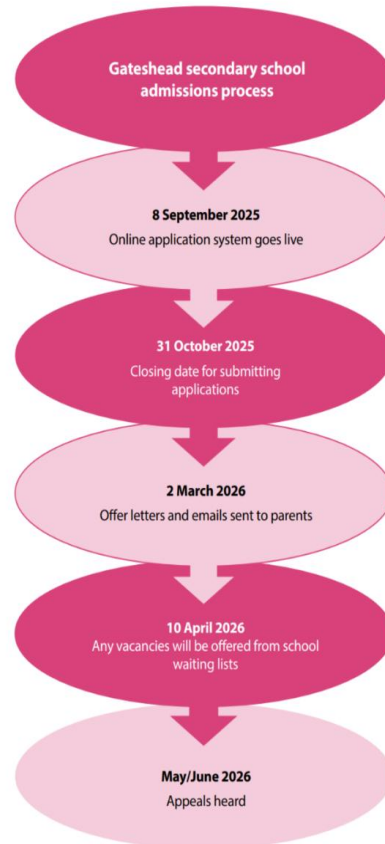 Gateshead secondary school
admissions process
8 September 2025
Online application system goes live
31 October 2025
Closing date for submitting
applications
2 March 2026
Offer letters and emails sent to parents
10 April 2026
Any vacancies will be offered from school
waiting lists
May/June 2026
Appeals heard